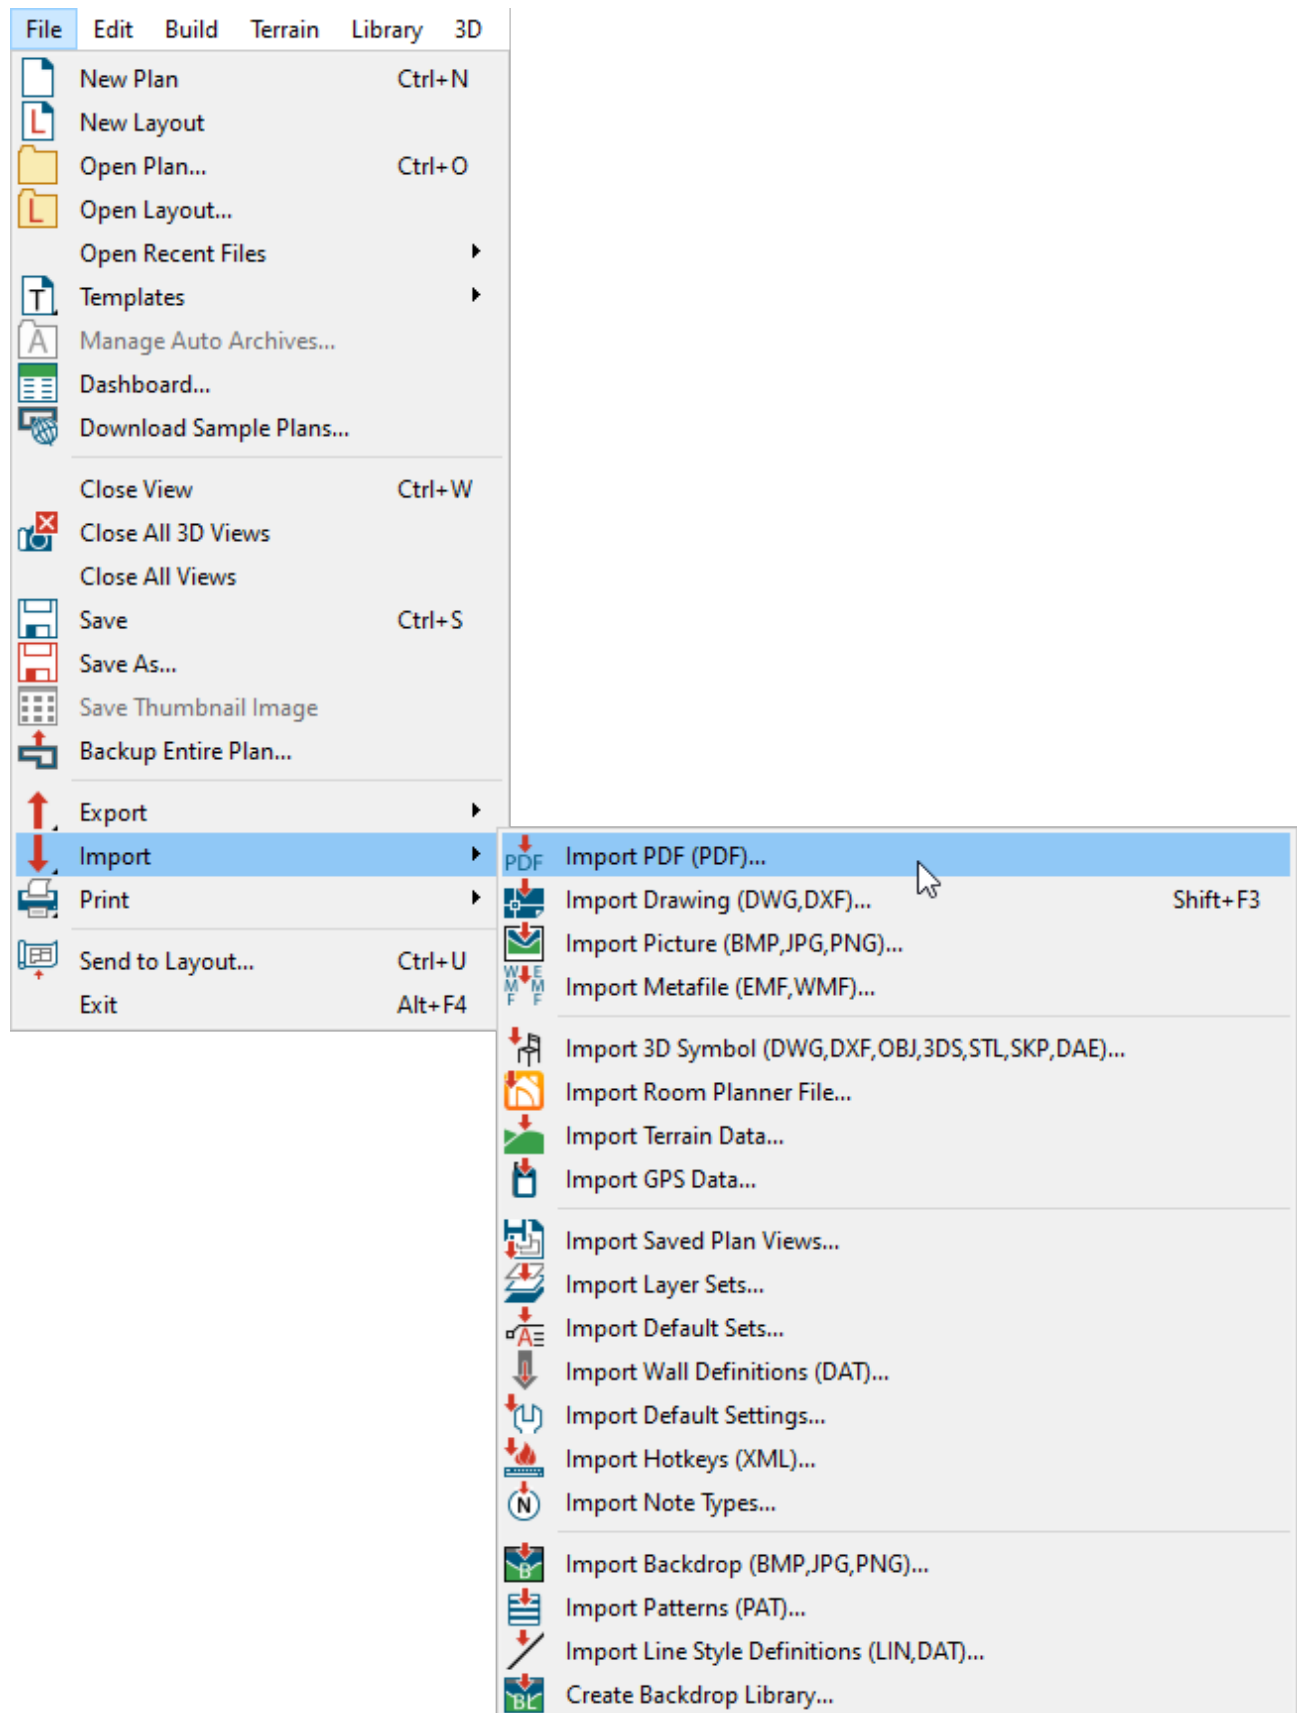 File Edit Build Terrain Library 3D
New Plan Ctrl+N
L New Layout
Open Plan... Ctrl+O
L Open Layout...
Open Recent Files
T Templates
A Manage Auto Archives...
Dashboard...
Download Sample Plans...
Close View Ctrl+W
Close All 3D Views
Close All Views
Save Ctrl+S
Save As...
Save Thumbnail Image
Backup Entire Plan...
Export
Import
Print
Send to Layout... Ctrl+U
Exit Alt+F4
PDF Import PDF (PDF)...
Import Drawing (DWG,DXF)... Shift+F3
Import Picture (BMP,JPG,PNG)...
WMF EMF Import Metafile (EMF,WMF)...
Import 3D Symbol (DWG,DXF,OBJ,3DS,STL,SKP,DAE)...
Import Room Planner File...
Import Terrain Data...
Import GPS Data...
Import Saved Plan Views...
Import Layer Sets...
A Import Default Sets...
Import Wall Definitions (DAT)...
Import Default Settings...
Import Hotkeys (XML)...
N Import Note Types...
B Import Backdrop (BMP,JPG,PNG)...
Import Patterns (PAT)...
Import Line Style Definitions (LIN,DAT)...
BL Create Backdrop Library...